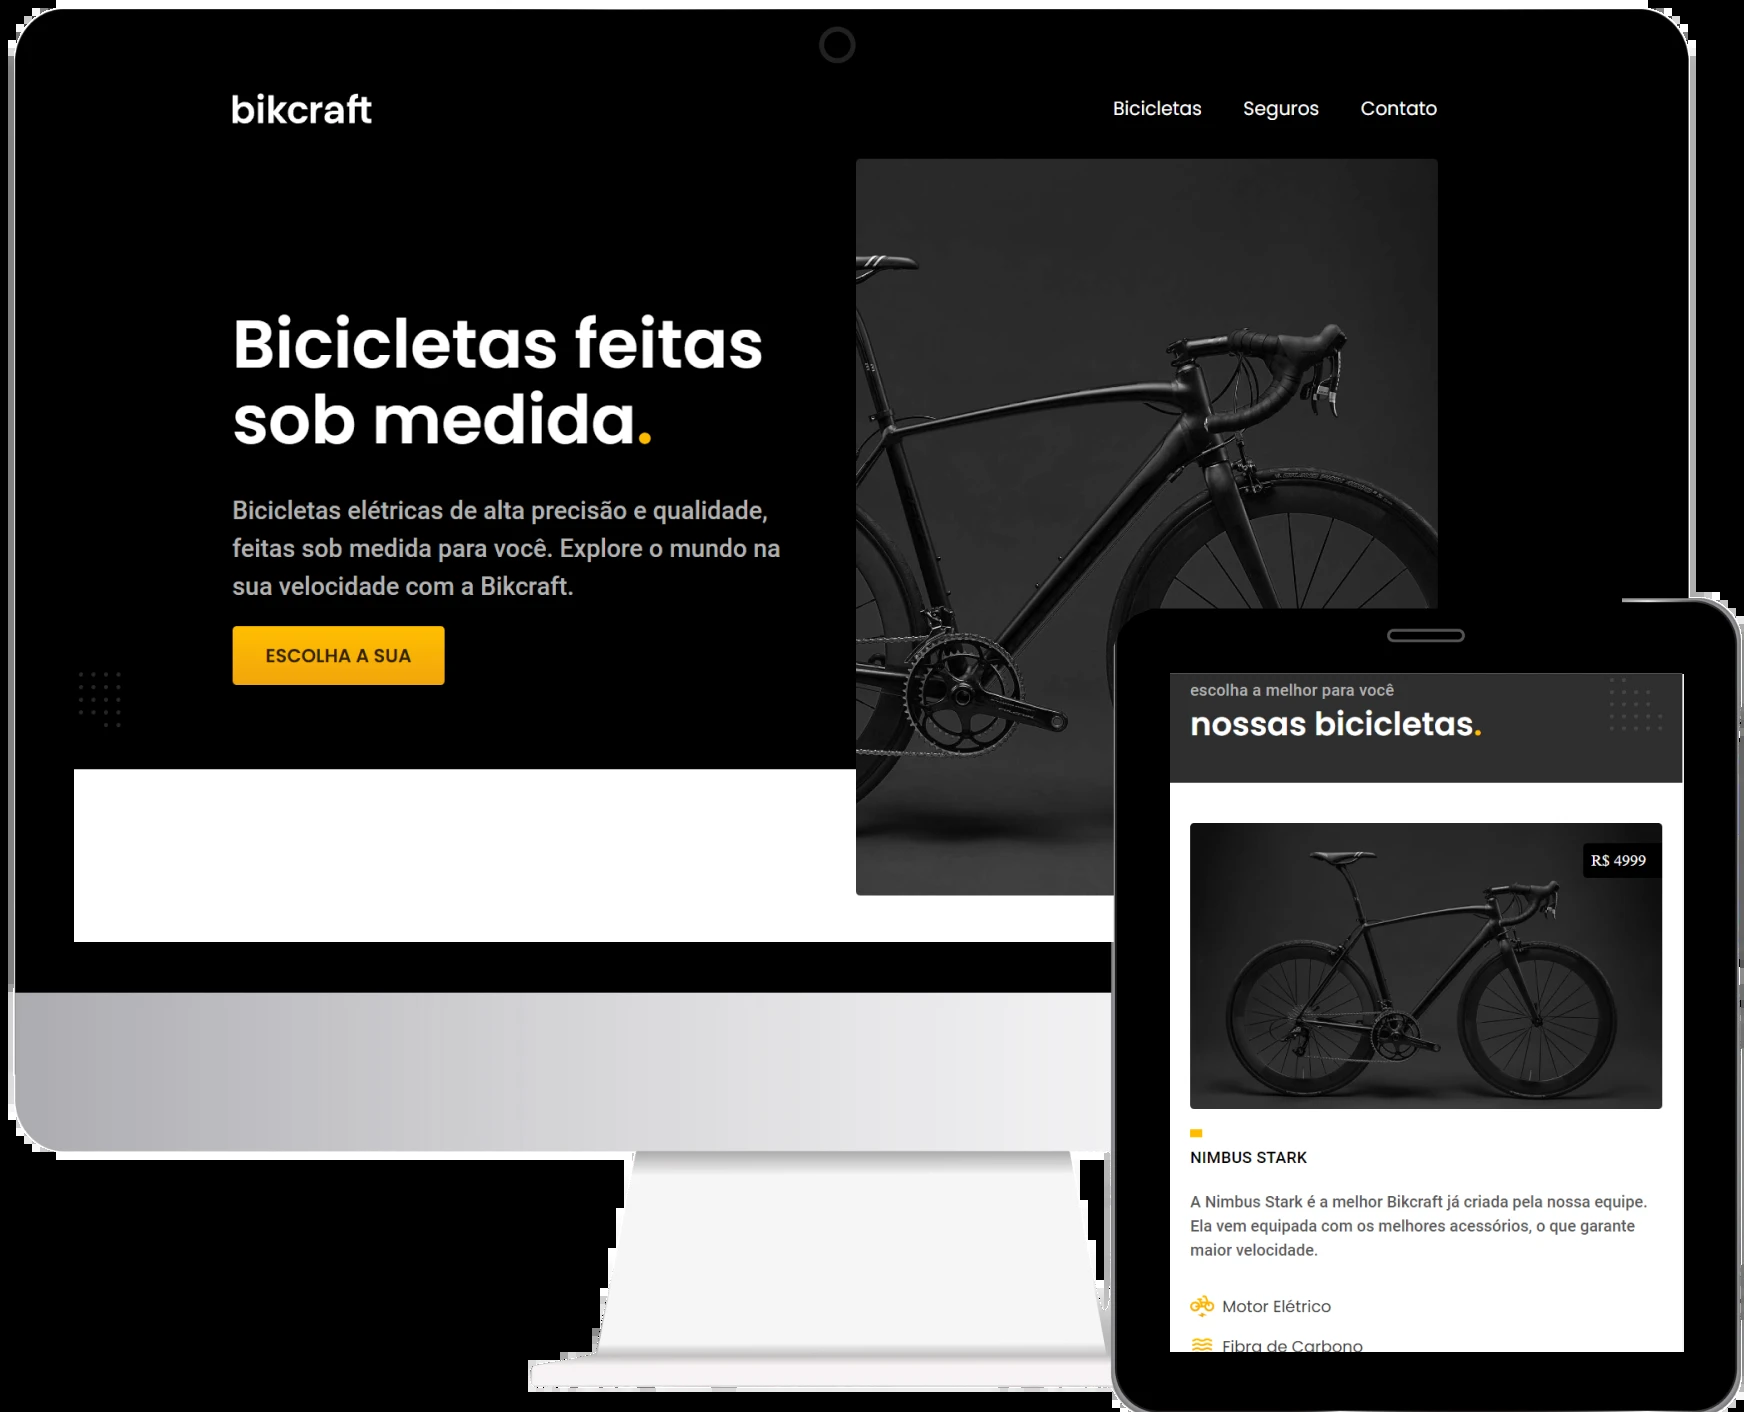 bikcraft
Bicicletas Seguros Contato
Bicicletas feitas
sob medida.
Bicicletas elétricas de alta precisão e qualidade,
feitas sob medida para você. Explore o mundo na
sua velocidade com a Bikcraft.
ESCOLHA A SUA
escolha a melhor para você
nossas bicicletas.
R$ 4999
NIMBUS STARK
A Nimbus Stark é a melhor Bikcraft já criada pela nossa equipe.
Ela vem equipada com os melhores acessórios, o que garante
maior velocidade.
Motor Elétrico
Fibra de Carbono